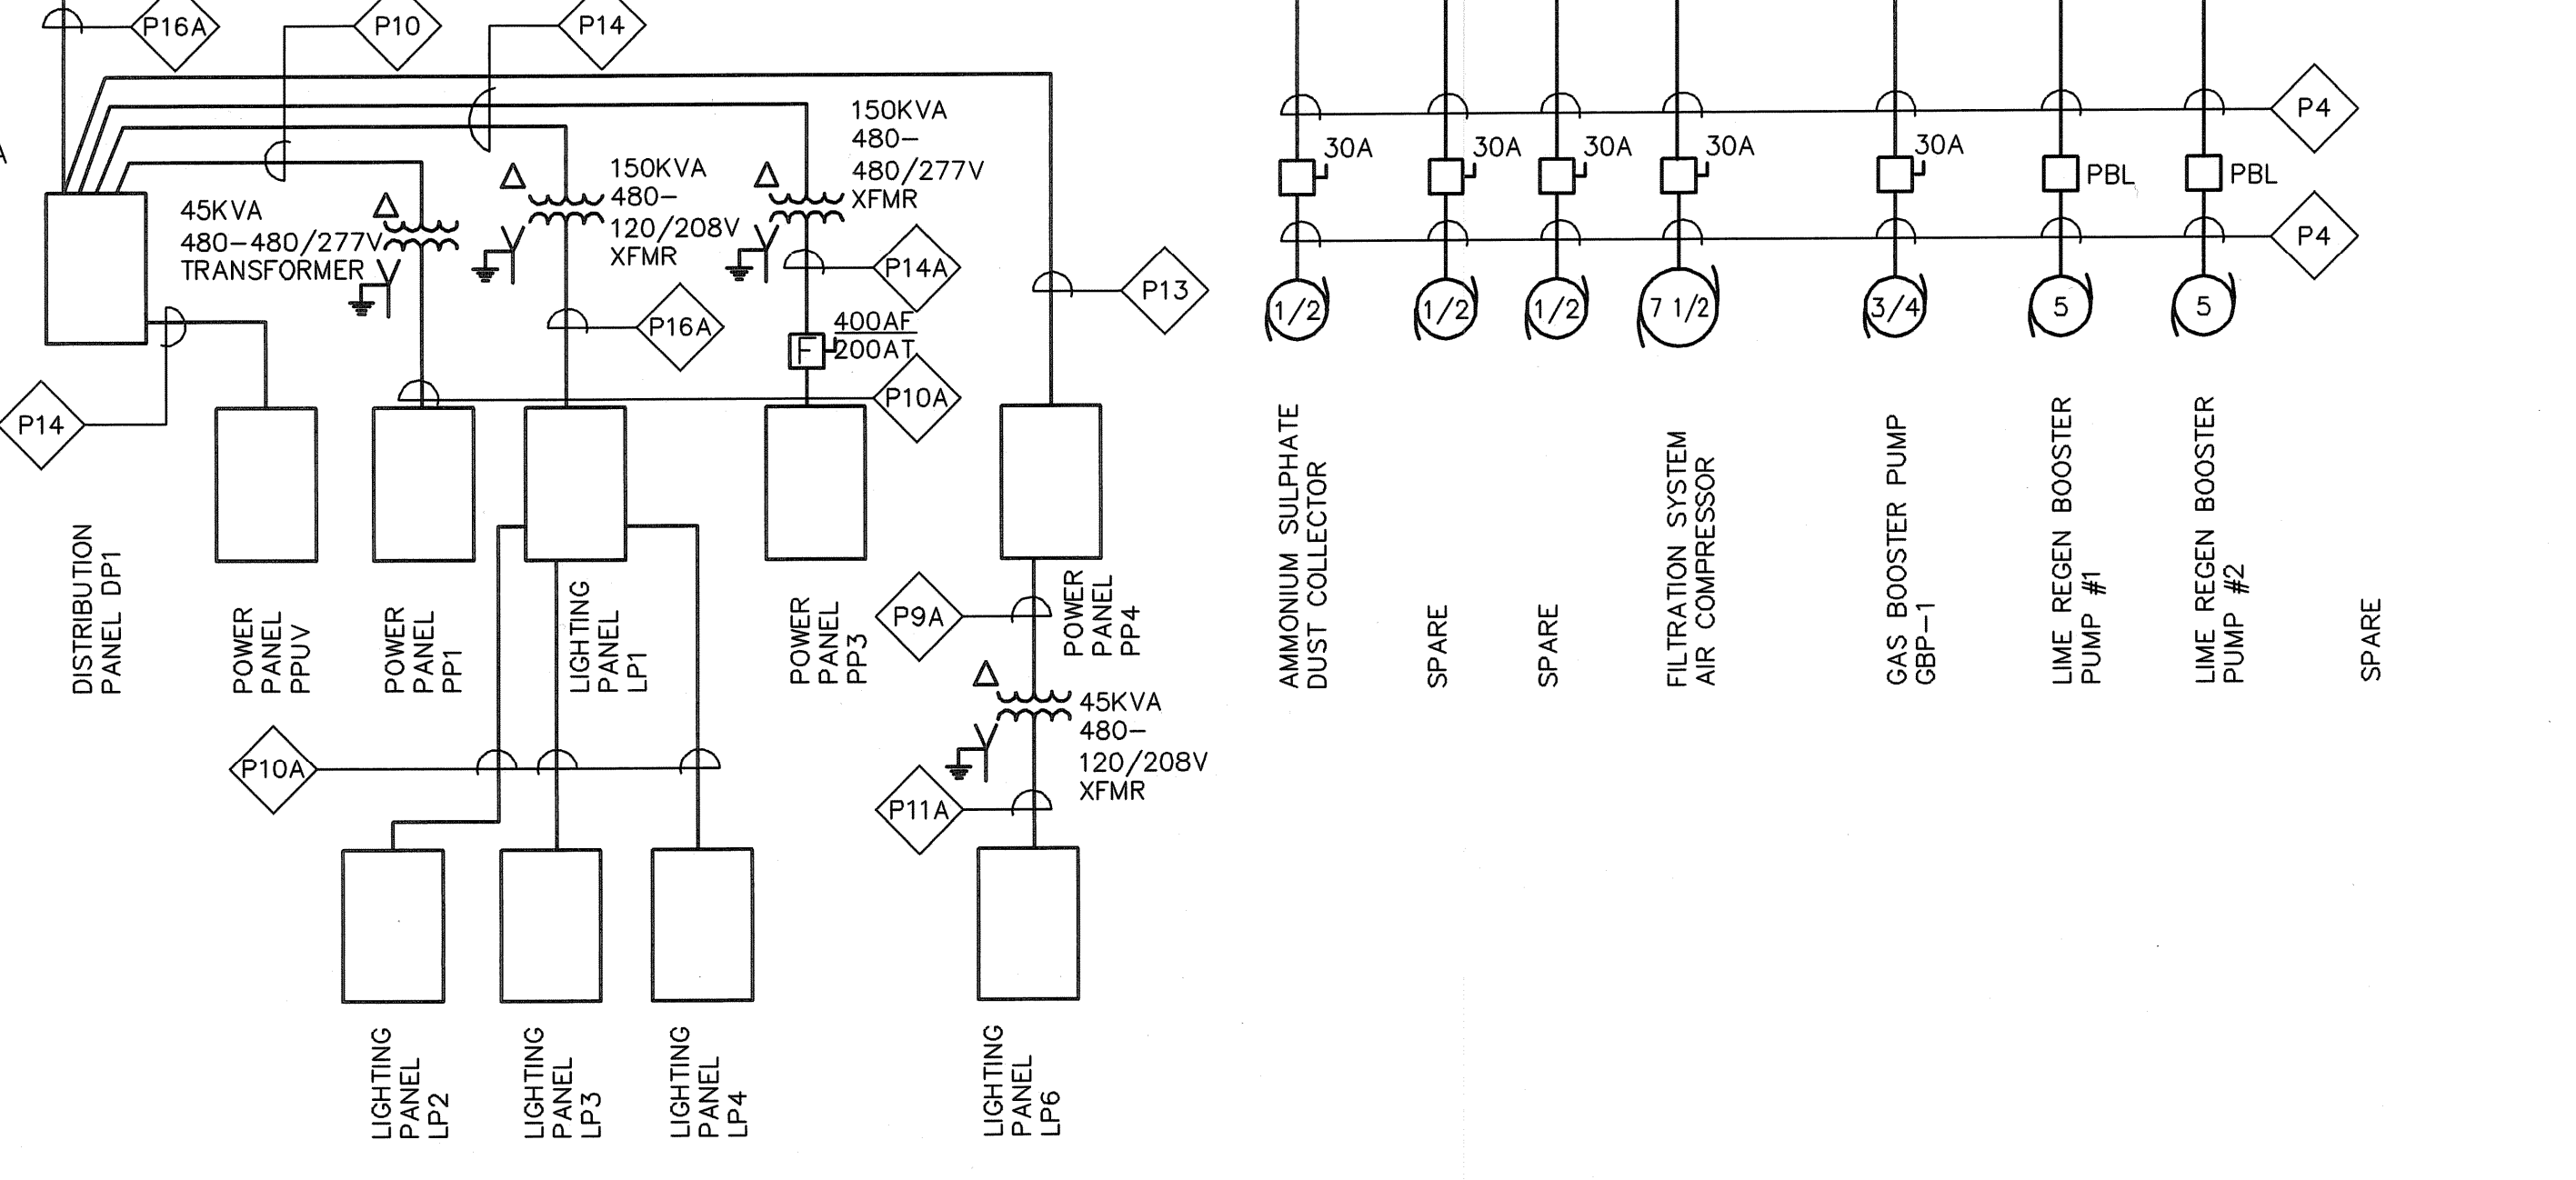 P16A
P10
P14
150KVA
480-
480/277V
XFMR
150KVA
480-
120/208V
XFMR
45KVA
480-480/277V
TRANSFORMER
P14A
P13
P16A
400AF
200AT
F
P10A
P14
DISTRIBUTION
PANEL DP1
POWER
PANEL
PPUV
POWER
PANEL
PP1
LIGHTING
PANEL
LP1
POWER
PANEL
PP3
POWER
PANEL
PP4
P9A
45KVA
480-
120/208V
XFMR
P10A
P11A
LIGHTING
PANEL
LP2
LIGHTING
PANEL
LP3
LIGHTING
PANEL
LP4
LIGHTING
PANEL
LP6
P4
30A
30A
30A
30A
30A
PBL
PBL
P4
1/2
1/2
1/2
7 1/2
3/4
5
5
AMMONIUM SULPHATE
DUST COLLECTOR
SPARE
SPARE
FILTRATION SYSTEM
AIR COMPRESSOR
GAS BOOSTER PUMP
GBP-1
LIME REGEN BOOSTER
PUMP #1
LIME REGEN BOOSTER
PUMP #2
SPARE